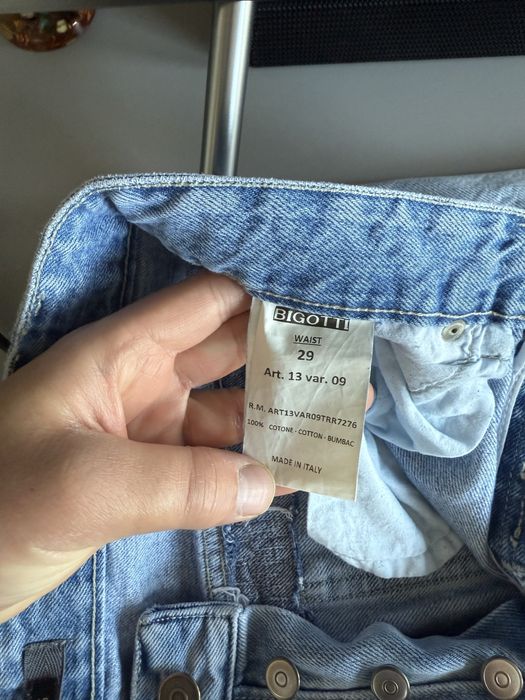 BIGOTTI
WAIST
29
Art. 13 var. 09
R.M. ART13VAR09TRR7276
100% COTONE - COTTON - BUMBAC
MADE IN ITALY